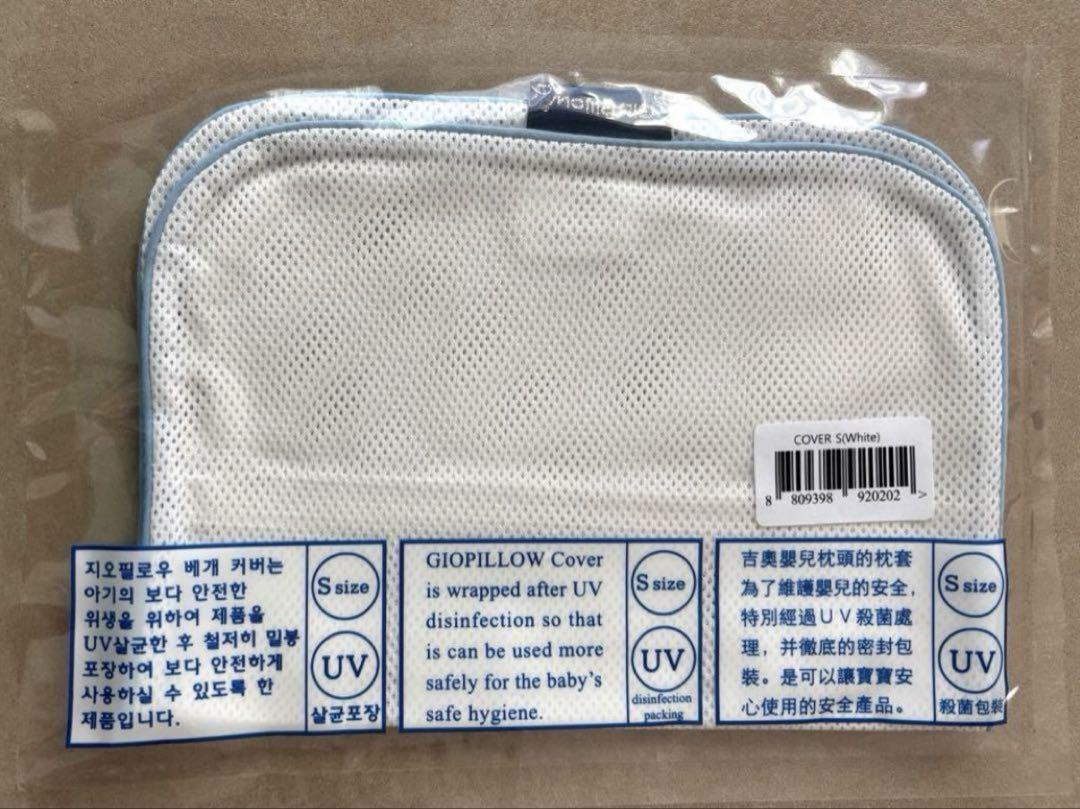 COVER S(White)
8 809398 920202 >
지오필로우 베개 커버는
아기의 보다 안전한
위생을 위하여 제품을
UV살균한 후 철저히 밀봉
포장하여 보다 안전하게
사용하실 수 있도록 한
제품입니다.
S size
UV
살균포장
GIOPILLOW Cover
is wrapped after UV
disinfection so that
is can be used more
safely for the baby's
safe hygiene.
S size
UV
disinfection
packing
吉奧嬰兒枕頭的枕套
為了維護嬰兒的安全，
特別經過UV殺菌處
理，并徹底的密封包
裝。是可以讓寶寶安
心使用的安全產品。
S size
UV
殺菌包裝